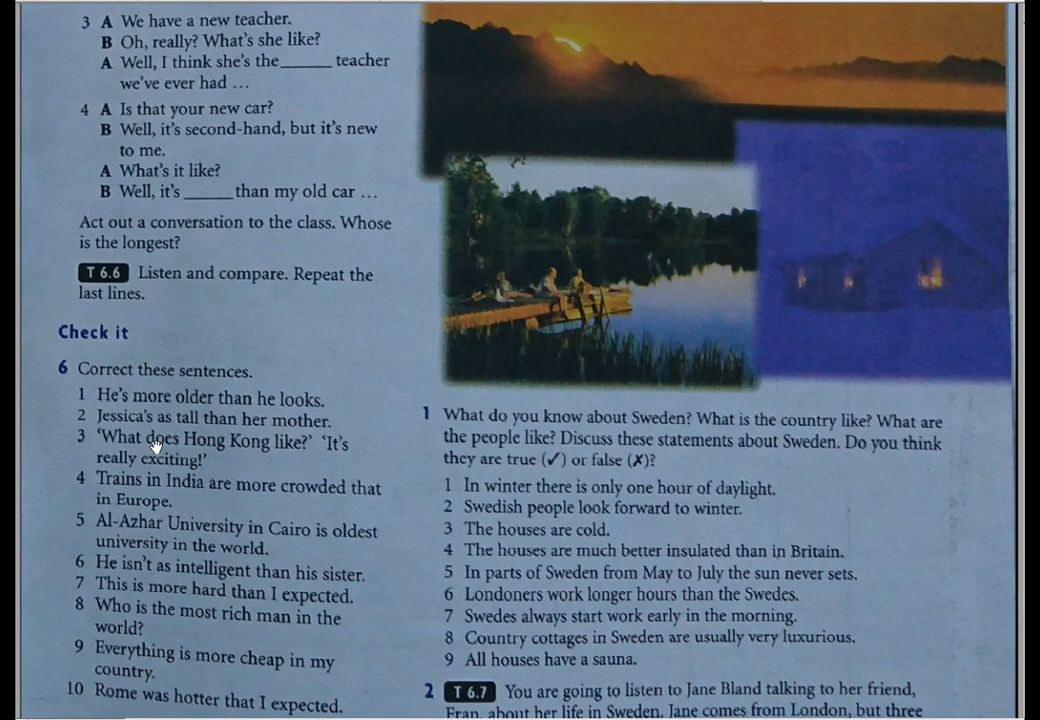 3 A We have a new teacher.
B Oh, really? What's she like?
A Well, I think she's the______ teacher
we've ever had …
4 A Is that your new car?
B Well, it's second-hand, but it's new
to me.
A What's it like?
B Well, it's ______ than my old car …
Act out a conversation to the class. Whose
is the longest?
T 6.6 Listen and compare. Repeat the
last lines.
Check it
6 Correct these sentences.
1 He's more older than he looks.
2 Jessica's as tall than her mother.
3 'What does Hong Kong like?' 'It's
really exciting!'
4 Trains in India are more crowded that
in Europe.
5 Al-Azhar University in Cairo is oldest
university in the world.
6 He isn't as intelligent than his sister.
7 This is more hard than I expected.
8 Who is the most rich man in the
world?
9 Everything is more cheap in my
country.
10 Rome was hotter that I expected.
1 What do you know about Sweden? What is the country like? What are
the people like? Discuss these statements about Sweden. Do you think
they are true (✓) or false (✗)?
1 In winter there is only one hour of daylight.
2 Swedish people look forward to winter.
3 The houses are cold.
4 The houses are much better insulated than in Britain.
5 In parts of Sweden from May to July the sun never sets.
6 Londoners work longer hours than the Swedes.
7 Swedes always start work early in the morning.
8 Country cottages in Sweden are usually very luxurious.
9 All houses have a sauna.
2 T 6.7 You are going to listen to Jane Bland talking to her friend,
Fran, about her life in Sweden. Jane comes from London, but three